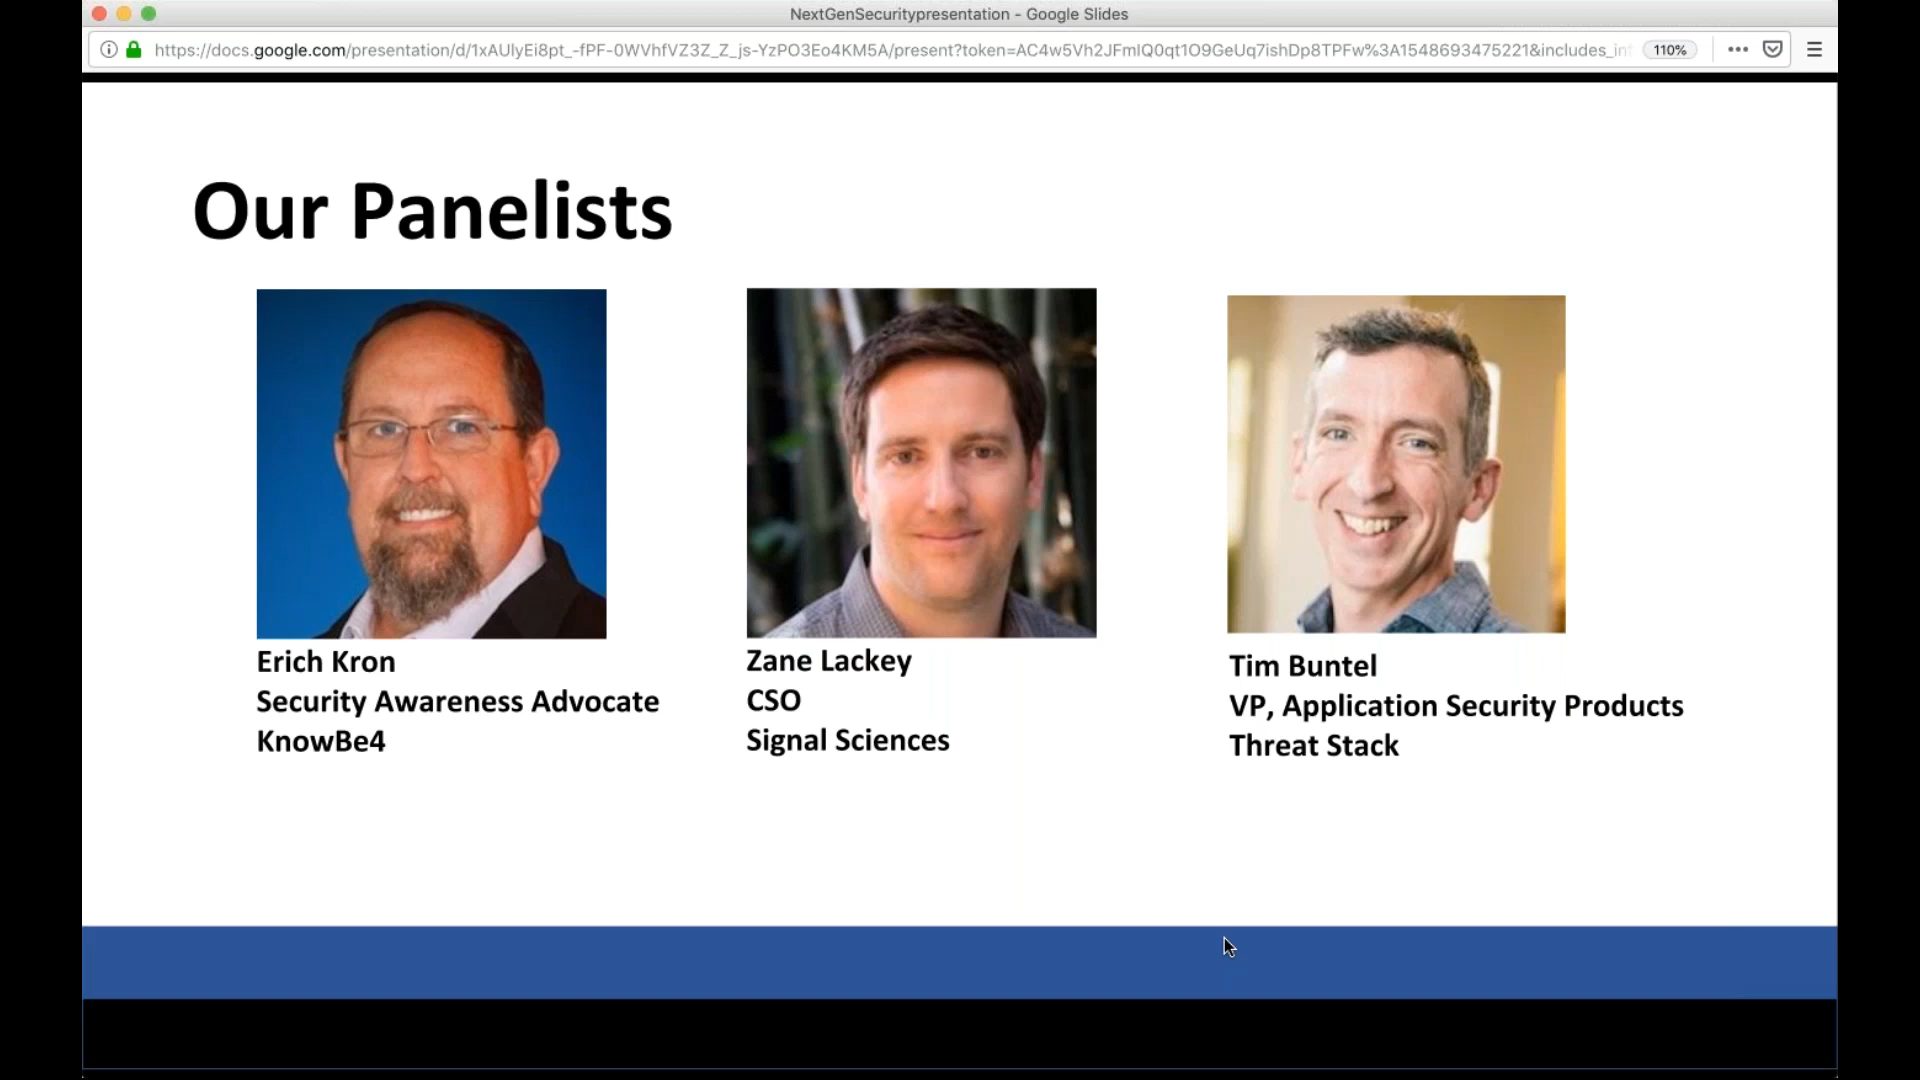 NextGenSecuritypresentation - Google Slides
https://docs.google.com/presentation/d/1xAUlyEi8pt_-fPF-0WVhfVZ3Z_Z_js-YzPO3Eo4KM5A/present?token=AC4w5Vh2JFmlQ0qt1O9GeUq7ishDp8TPFw%3A1548693475221&includes_in
110%
Our Panelists
Erich Kron
Security Awareness Advocate
KnowBe4
Zane Lackey
CSO
Signal Sciences
Tim Buntel
VP, Application Security Products
Threat Stack